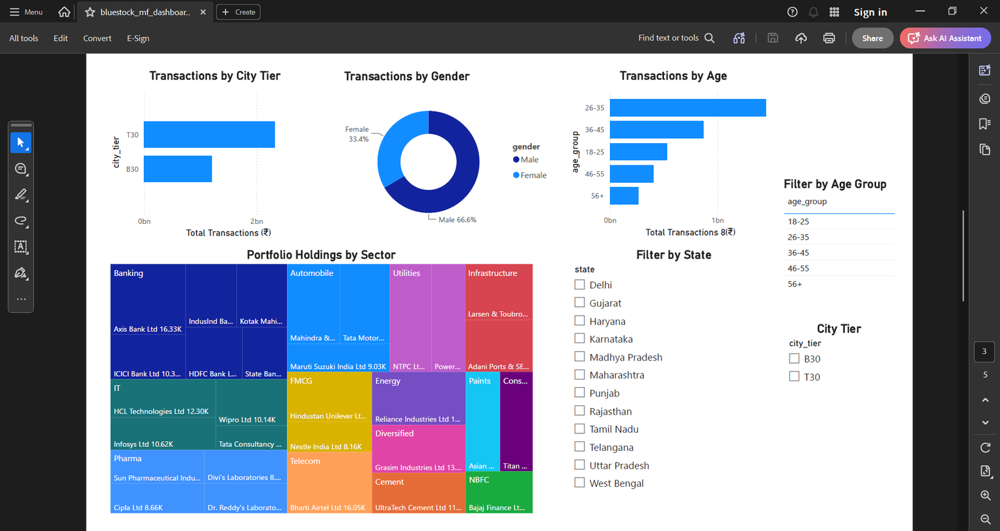 Menu
bluestock_mf_dashboar...
Create
Sign in
All tools
Edit
Convert
E-Sign
Find text or tools
Share
Ask AI Assistant
Transactions by City Tier
city_tier
T30
B30
0bn
2bn
Total Transactions (₹)
Transactions by Gender
Female
33.4%
Male 66.6%
gender
Male
Female
Transactions by Age
age_group
26-35
36-45
18-25
46-55
56+
0bn
1bn
Total Transactions 8(₹)
Filter by Age Group
age_group
18-25
26-35
36-45
46-55
56+
Portfolio Holdings by Sector
Banking
Axis Bank Ltd 16.33K
IndusInd Ba...
Kotak Mahi...
ICICI Bank Ltd 10.3...
HDFC Bank L...
State Ban...
Automobile
Mahindra &...
Tata Motor...
Maruti Suzuki India Ltd 9.03K
Utilities
NTPC Lt...
Power...
Infrastructure
Larsen & Toubro...
Adani Ports & SE...
IT
HCL Technologies Ltd 12.30K
Wipro Ltd 10.14K
Infosys Ltd 10.62K
Tata Consultancy ...
FMCG
Hindustan Unilever Lt...
Nestle India Ltd 8.16K
Energy
Reliance Industries Ltd 1...
Paints
Asian ...
Cons...
Titan ...
Diversified
Grasim Industries Ltd 13....
Pharma
Sun Pharmaceutical Indu...
Divi's Laboratories 8....
Cipla Ltd 8.66K
Dr. Reddy's Laborato...
Telecom
Bharti Airtel Ltd 16.05K
Cement
UltraTech Cement Ltd 11...
NBFC
Bajaj Finance Lt...
Filter by State
state
Delhi
Gujarat
Haryana
Karnataka
Madhya Pradesh
Maharashtra
Punjab
Rajasthan
Tamil Nadu
Telangana
Uttar Pradesh
West Bengal
City Tier
city_tier
B30
T30
3
5